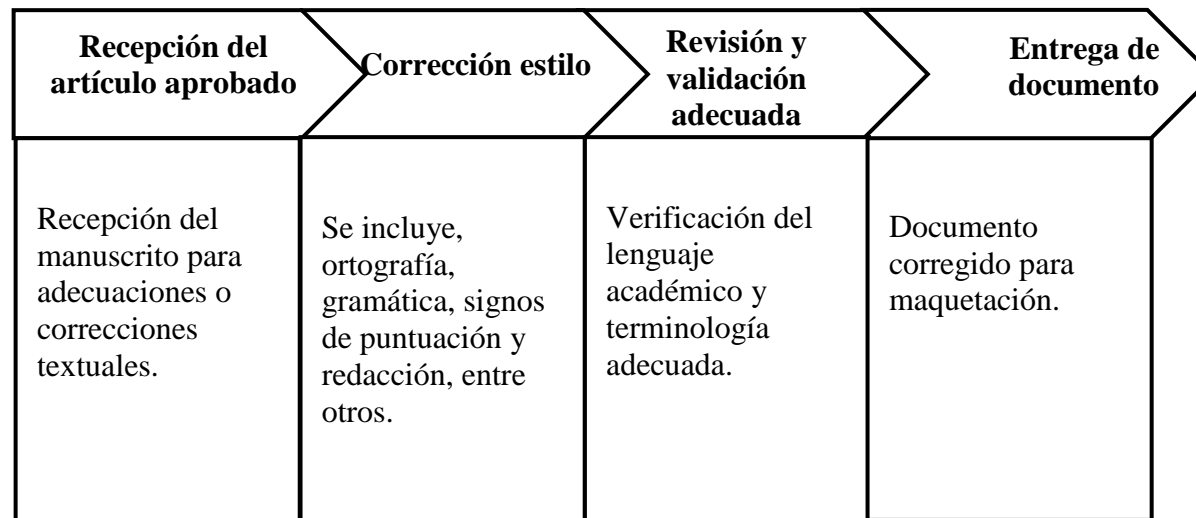 Recepción del
artículo aprobado
Corrección estilo
Revisión y
validación
adecuada
Entrega de
documento
Recepción del
manuscrito para
adecuaciones o
correcciones
textuales.
Se incluye,
ortografía,
gramática, signos
de puntuación y
redacción, entre
otros.
Verificación del
lenguaje
académico y
terminología
adecuada.
Documento
corregido para
maquetación.